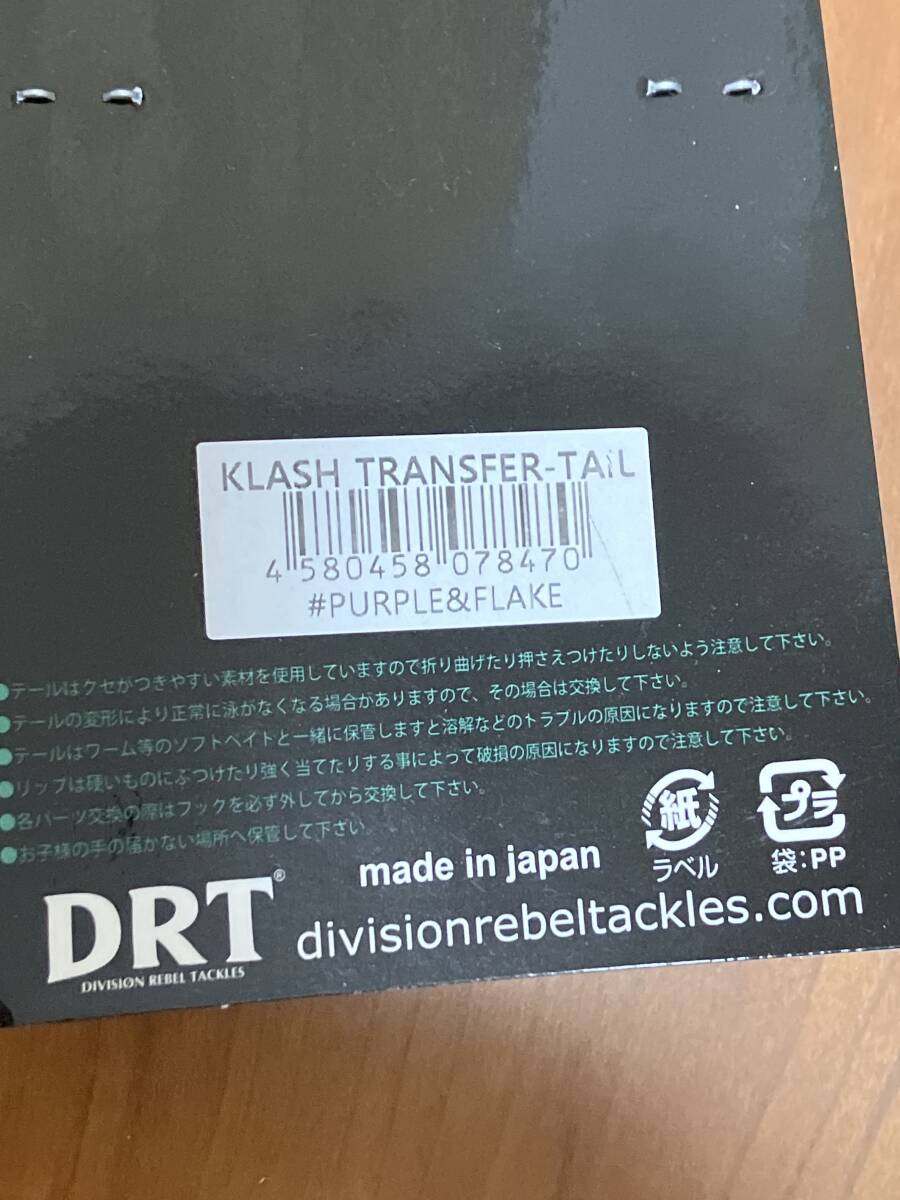 KLASH TRANSFER-TAIL
4 580458 078470
#PURPLE&FLAKE
●テールはクセがつきやすい素材を使用していますので折り曲げたり押さえつけたりしないよう注意して下さい。
●テールの変形により正常に泳がなくなる場合がありますので、その場合は交換して下さい。
●テールはワーム等のソフトベイトと一緒に保管しますと溶解などのトラブルの原因になりますので注意して下さい。
●リップは硬いものにぶつけたり強く当てたりする事によって破損の原因になりますので注意して下さい。
●各パーツ交換の際はフックを必ず外してから交換して下さい。
●お子様の手の届かない場所へ保管して下さい
紙
ラベル
プラ
袋:PP
made in japan
DRT®
DIVISIØN REBEL TACKLES
divisionrebeltackles.com